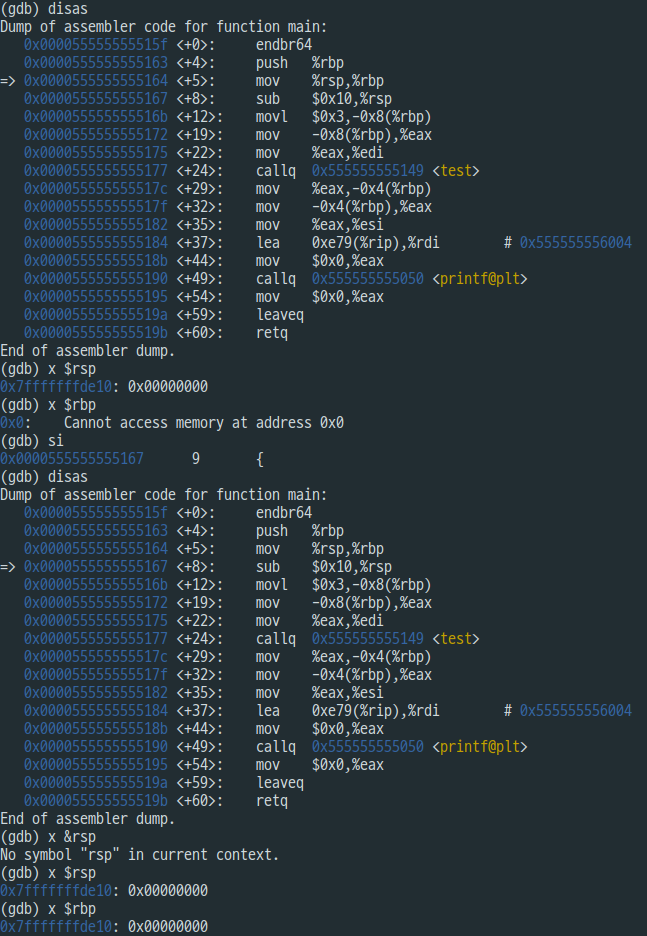 (gdb) disas
Dump of assembler code for function main:
   0x000055555555515f <+0>:     endbr64
   0x0000555555555163 <+4>:     push   %rbp
=> 0x0000555555555164 <+5>:     mov    %rsp,%rbp
   0x0000555555555167 <+8>:     sub    $0x10,%rsp
   0x000055555555516b <+12>:    movl   $0x3,-0x8(%rbp)
   0x0000555555555172 <+19>:    mov    -0x8(%rbp),%eax
   0x0000555555555175 <+22>:    mov    %eax,%edi
   0x0000555555555177 <+24>:    callq  0x555555555149 <test>
   0x000055555555517c <+29>:    mov    %eax,-0x4(%rbp)
   0x000055555555517f <+32>:    mov    -0x4(%rbp),%eax
   0x0000555555555182 <+35>:    mov    %eax,%esi
   0x0000555555555184 <+37>:    lea    0xe79(%rip),%rdi        # 0x555555556004
   0x000055555555518b <+44>:    mov    $0x0,%eax
   0x0000555555555190 <+49>:    callq  0x555555555050 <printf@plt>
   0x0000555555555195 <+54>:    mov    $0x0,%eax
   0x000055555555519a <+59>:    leaveq
   0x000055555555519b <+60>:    retq
End of assembler dump.
(gdb) x $rsp
0x7fffffffde10: 0x00000000
(gdb) x $rbp
0x0:    Cannot access memory at address 0x0
(gdb) si
0x0000555555555167      9       {
(gdb) disas
Dump of assembler code for function main:
   0x000055555555515f <+0>:     endbr64
   0x0000555555555163 <+4>:     push   %rbp
   0x0000555555555164 <+5>:     mov    %rsp,%rbp
=> 0x0000555555555167 <+8>:     sub    $0x10,%rsp
   0x000055555555516b <+12>:    movl   $0x3,-0x8(%rbp)
   0x0000555555555172 <+19>:    mov    -0x8(%rbp),%eax
   0x0000555555555175 <+22>:    mov    %eax,%edi
   0x0000555555555177 <+24>:    callq  0x555555555149 <test>
   0x000055555555517c <+29>:    mov    %eax,-0x4(%rbp)
   0x000055555555517f <+32>:    mov    -0x4(%rbp),%eax
   0x0000555555555182 <+35>:    mov    %eax,%esi
   0x0000555555555184 <+37>:    lea    0xe79(%rip),%rdi        # 0x555555556004
   0x000055555555518b <+44>:    mov    $0x0,%eax
   0x0000555555555190 <+49>:    callq  0x555555555050 <printf@plt>
   0x0000555555555195 <+54>:    mov    $0x0,%eax
   0x000055555555519a <+59>:    leaveq
   0x000055555555519b <+60>:    retq
End of assembler dump.
(gdb) x &rsp
No symbol "rsp" in current context.
(gdb) x $rsp
0x7fffffffde10: 0x00000000
(gdb) x $rbp
0x7fffffffde10: 0x00000000